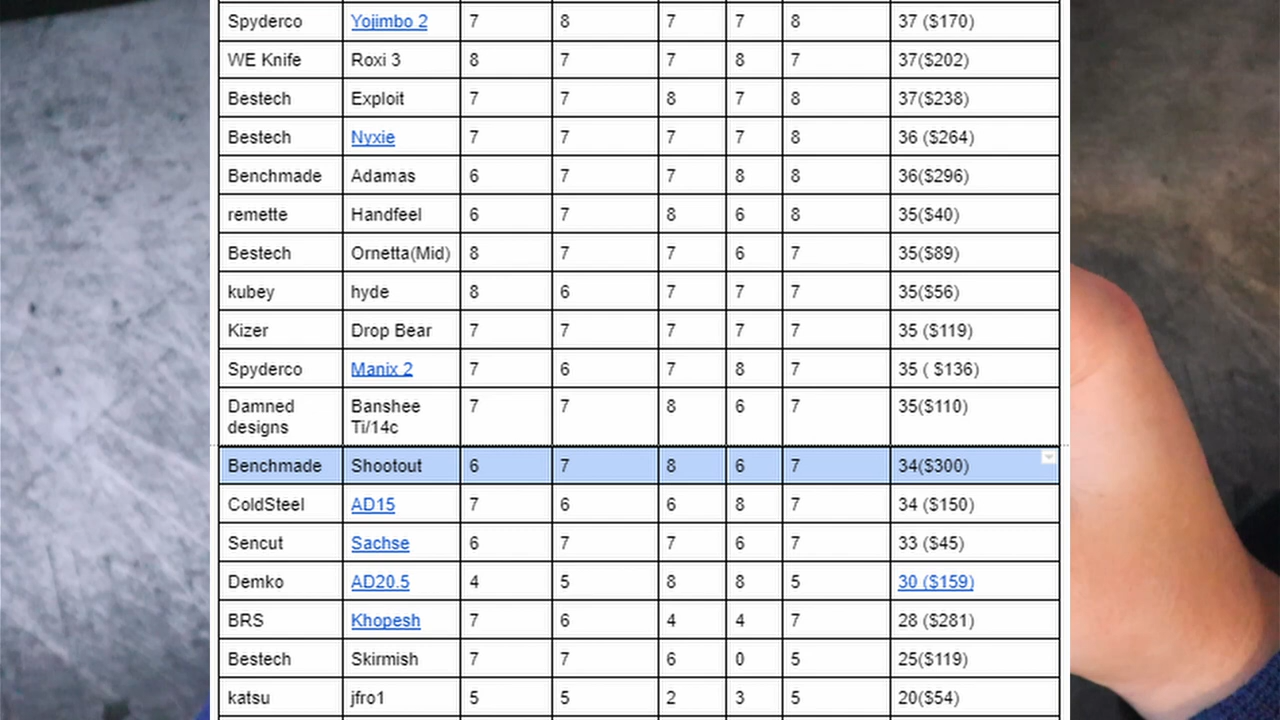 Spyderco Yojimbo 2 7 8 7 7 8 37 ($170)
WE Knife Roxi 3 8 7 7 8 7 37($202)
Bestech Exploit 7 7 8 7 8 37($238)
Bestech Nyxie 7 7 7 7 8 36 ($264)
Benchmade Adamas 6 7 7 8 8 36($296)
remette Handfeel 6 7 8 6 8 35($40)
Bestech Ornetta(Mid) 8 7 7 6 7 35($89)
kubey hyde 8 6 7 7 7 35($56)
Kizer Drop Bear 7 7 7 7 7 35 ($119)
Spyderco Manix 2 7 6 7 8 7 35 ( $136)
Damned Banshee 7 7 8 6 7 35($110)
designs Ti/14c
Benchmade Shootout 6 7 8 6 7 34($300)
ColdSteel AD15 7 6 6 8 7 34 ($150)
Sencut Sachse 6 7 7 6 7 33 ($45)
Demko AD20.5 4 5 8 8 5 30 ($159)
BRS Khopesh 7 6 4 4 7 28 ($281)
Bestech Skirmish 7 7 6 0 5 25($119)
katsu jfro1 5 5 2 3 5 20($54)